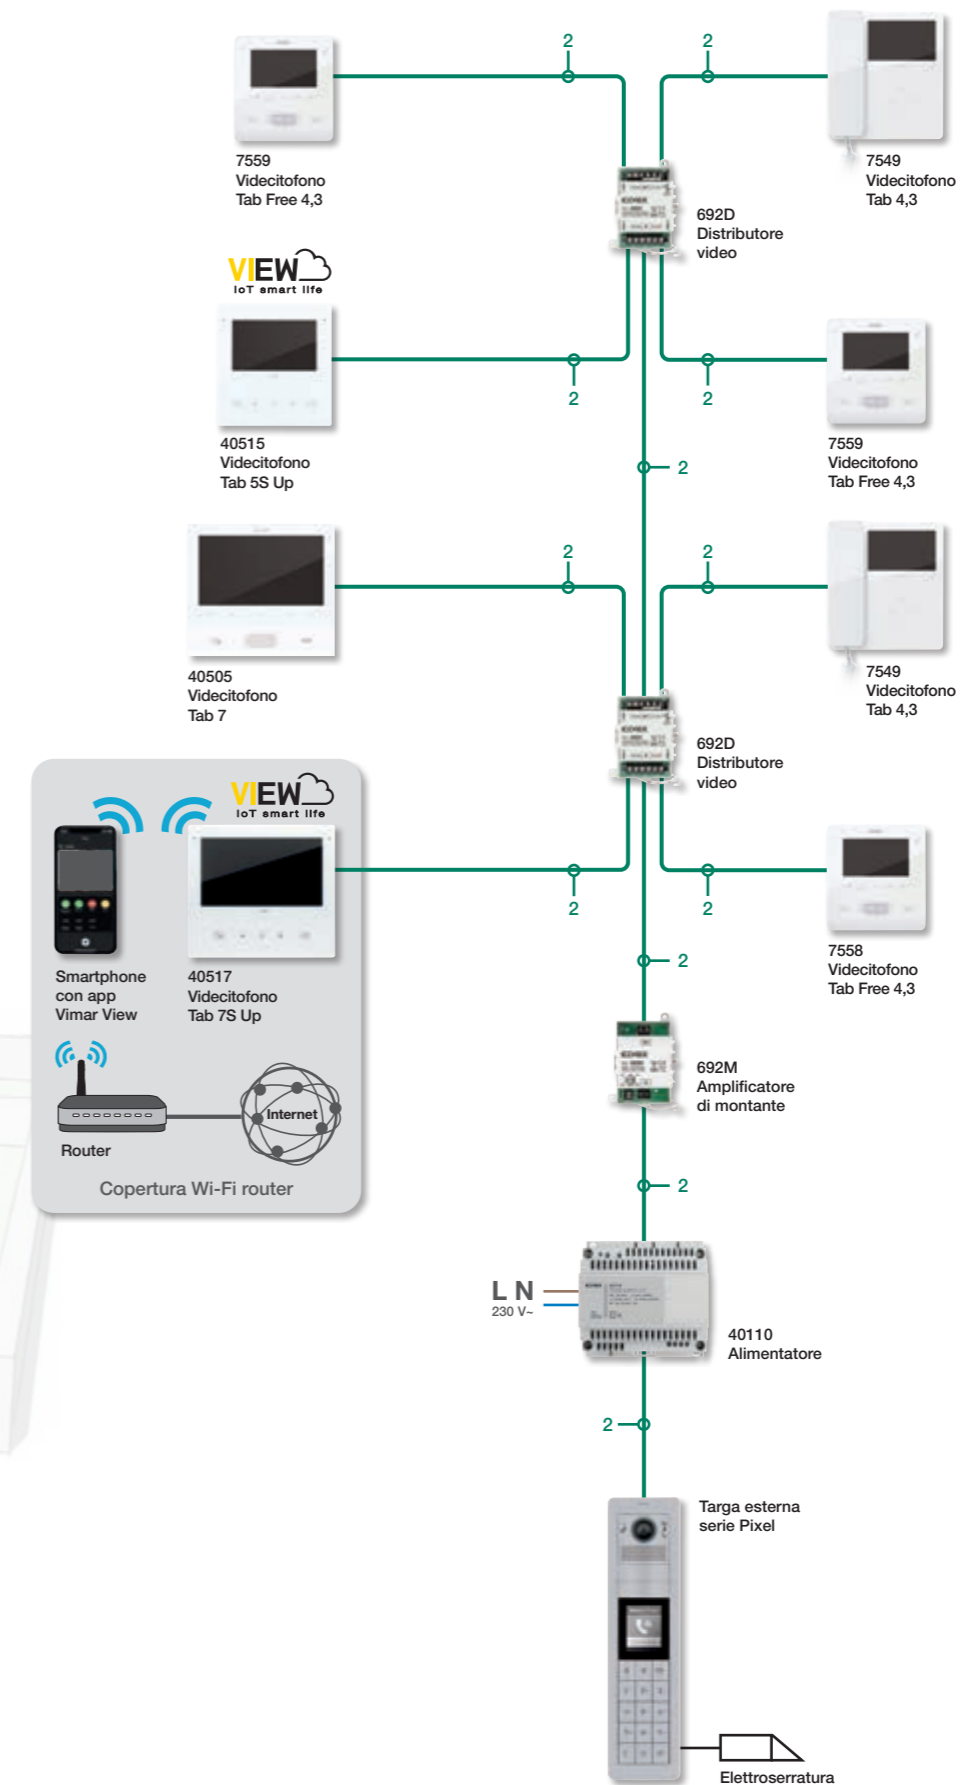 2
2
7559
Videcitofono
Tab Free 4,3
7549
Videcitofono
Tab 4,3
692D
Distributore
video
VIEW
IoT smart life
2
2
40515
Videcitofono
Tab 5S Up
7559
Videcitofono
Tab Free 4,3
2
2
2
40505
Videcitofono
Tab 7
7549
Videcitofono
Tab 4,3
692D
Distributore
video
VIEW
IoT smart life
2
2
Smartphone
con app
Vimar View
40517
Videcitofono
Tab 7S Up
7558
Videcitofono
Tab Free 4,3
2
692M
Amplificatore
di montante
Internet
Router
Copertura Wi-Fi router
2
L N
230 V~
40110
Alimentatore
2
Targa esterna
serie Pixel
Elettroserratura